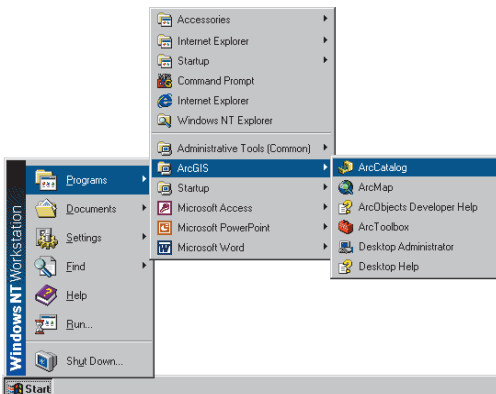 Accessories
Internet Explorer
Startup
Command Prompt
Internet Explorer
Windows NT Explorer
Administrative Tools (Common)
ArcGIS
Startup
Microsoft Access
Microsoft PowerPoint
Microsoft Word
ArcCatalog
ArcMap
ArcObjects Developer Help
ArcToolbox
Desktop Administrator
Desktop Help
Windows NT Workstation
Programs
Documents
Settings
Find
Help
Run...
Shut Down...
Start